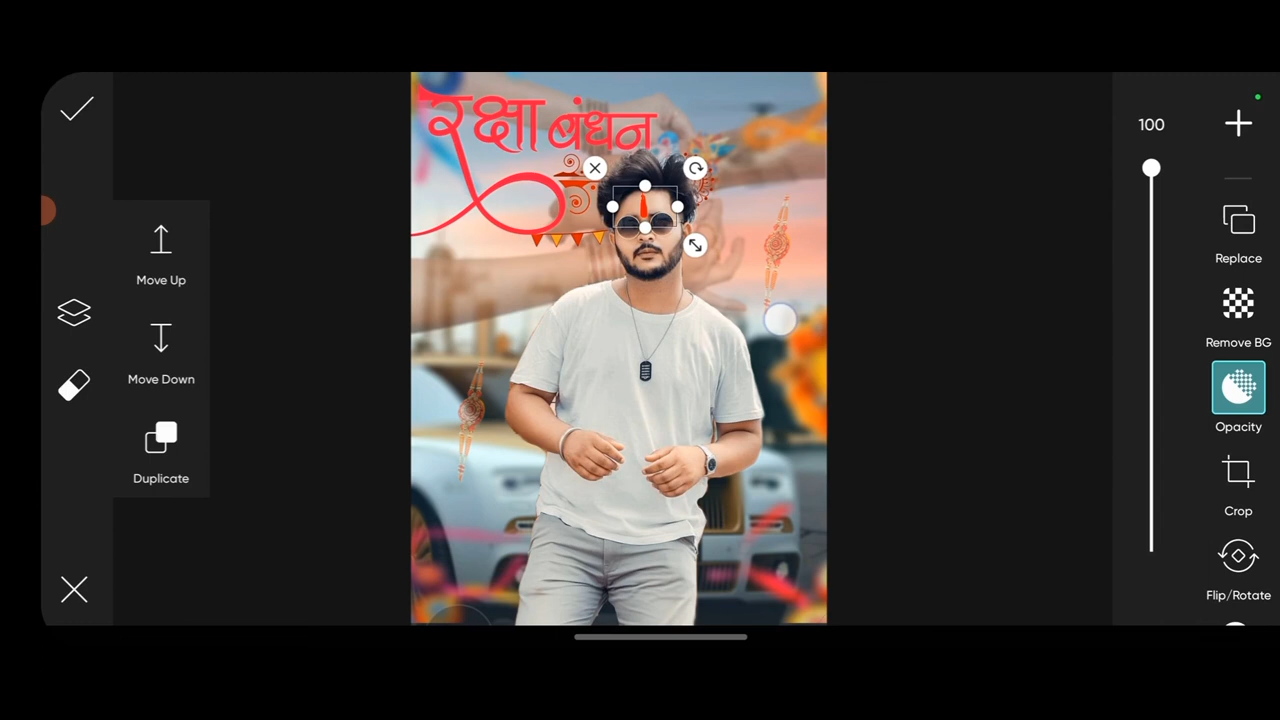 100
Replace
Remove BG
Opacity
Crop
Flip/Rotate
Move Up
Move Down
Duplicate
रक्षा बंधन